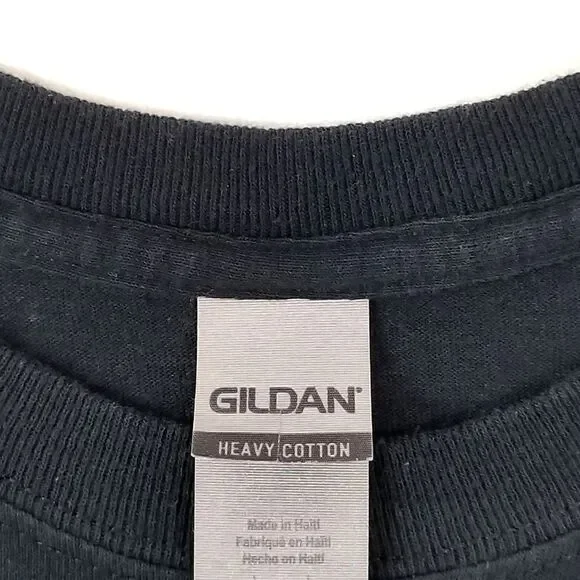 GILDAN®
HEAVY COTTON
Made in Haiti
Fabriqué en Haïti
Hecho en Haití